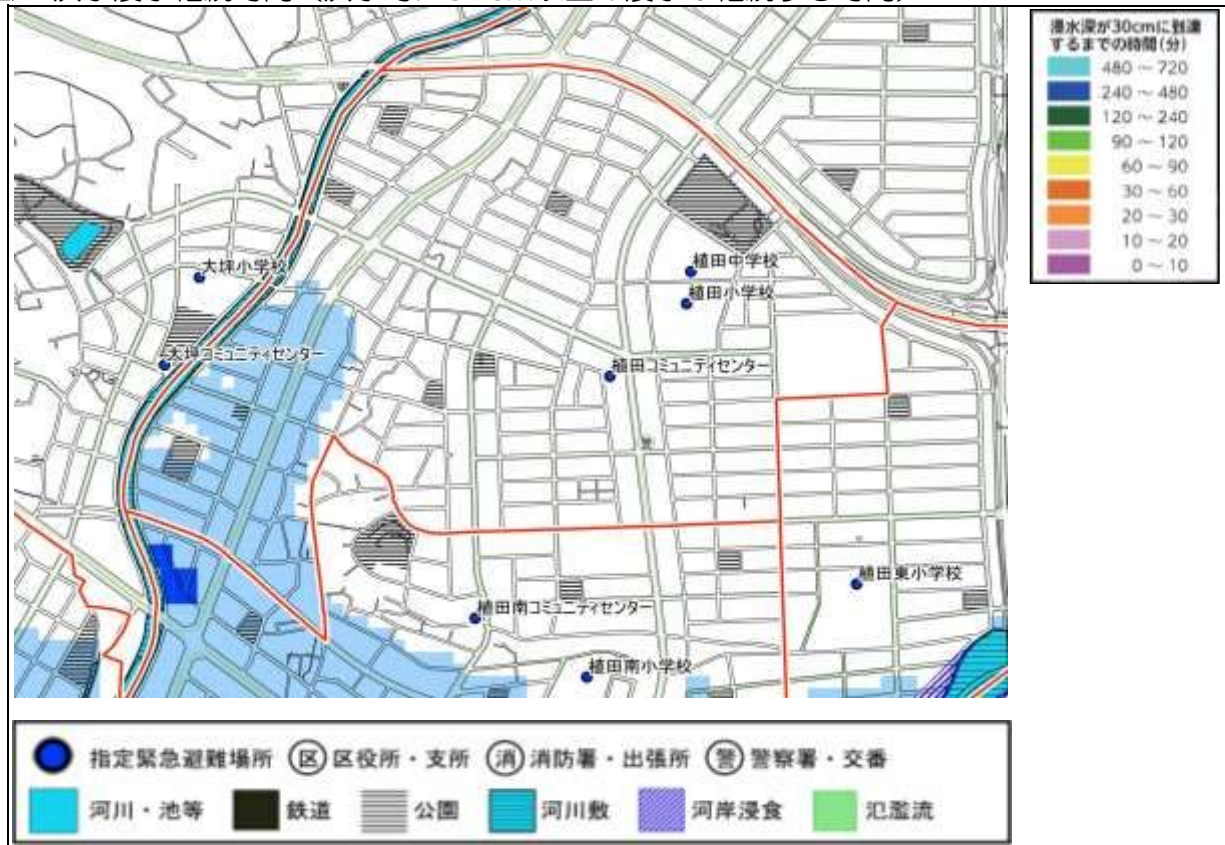 浸水深が30cmに到達
するまでの時間(分)
480 ~ 720
240 ~ 480
120 ~ 240
90 ~ 120
60 ~ 90
30 ~ 60
20 ~ 30
10 ~ 20
0 ~ 10
大坪小学校
植田中学校
植田小学校
大坪コミュニティセンター
植田コミュニティセンター
植田東小学校
植田南コミュニティセンター
植田南小学校
指定緊急避難場所 区 区役所・支所 消 消防署・出張所 警 警察署・交番
河川・池等 鉄道 公園 河川敷 河岸浸食 氾濫流